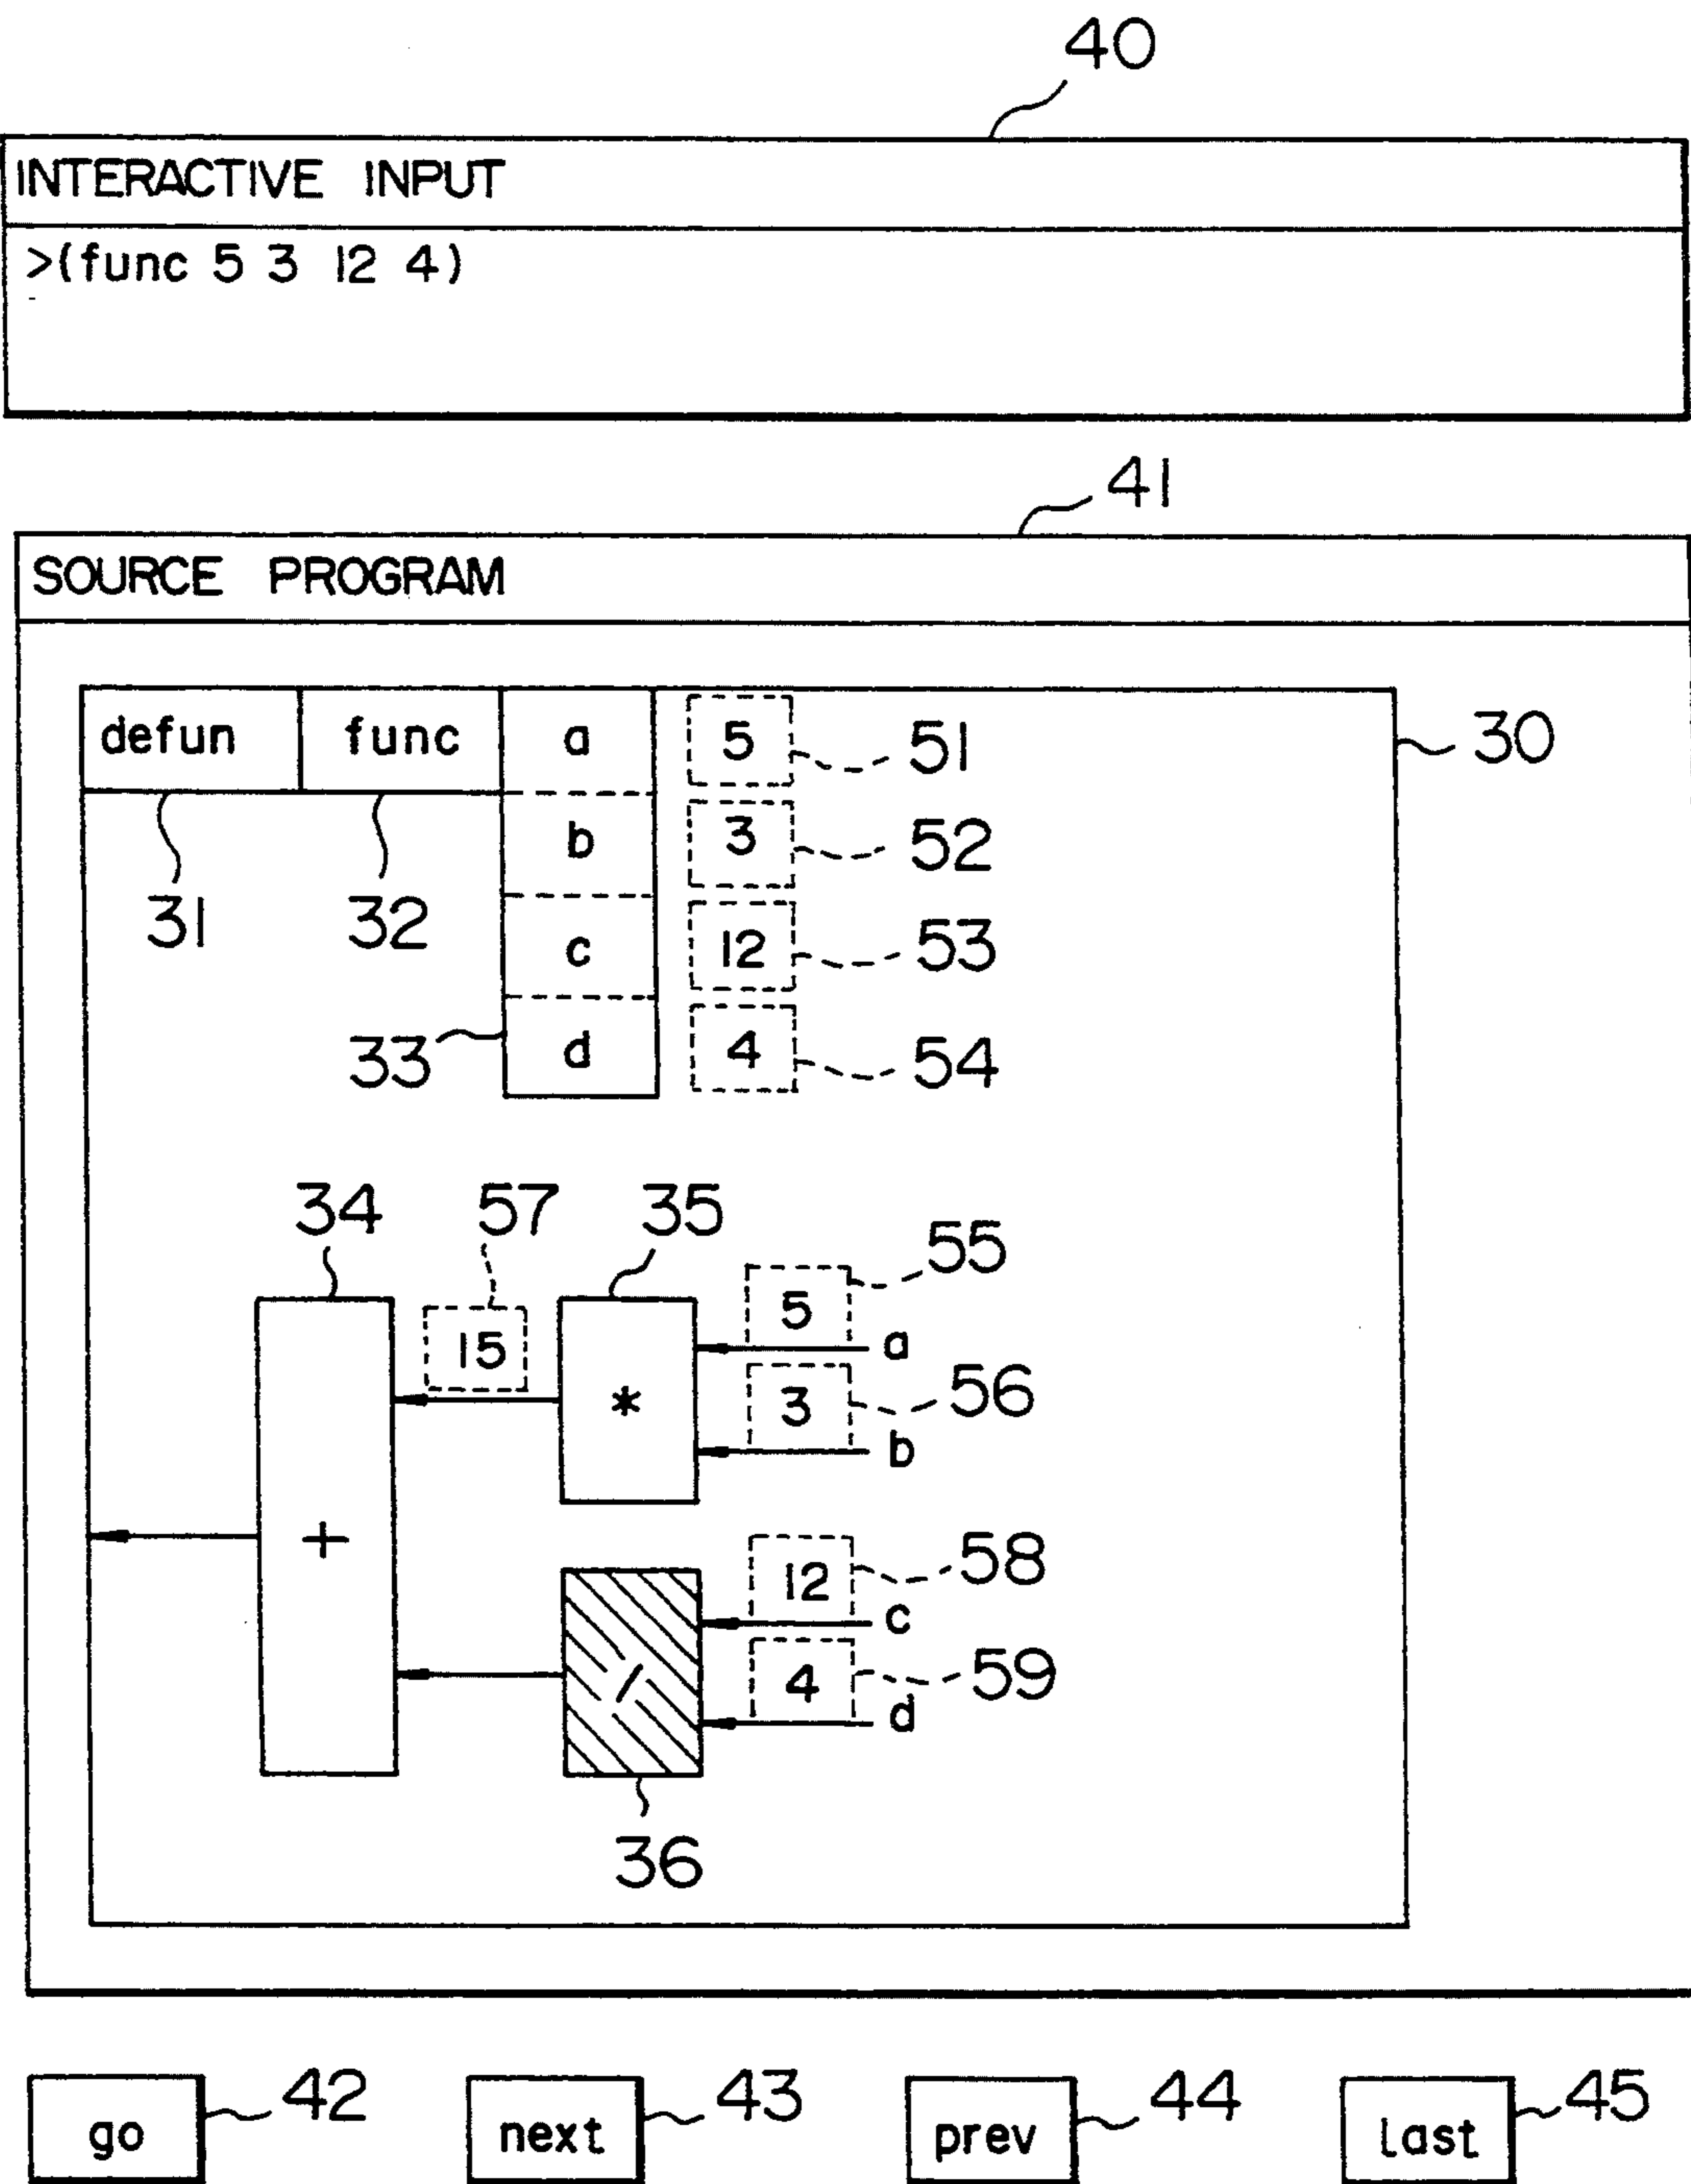 40
INTERACTIVE INPUT
>(func 5 3 12 4)
41
SOURCE PROGRAM
defun func a 5 51 30
b 3 52
31 32 c 12 53
33 d 4 54
34 57 35 55
15 5 a
* 3 56
b
+ 12 58
c
/ 4 59
d
36
go 42 next 43 prev 44 last 45